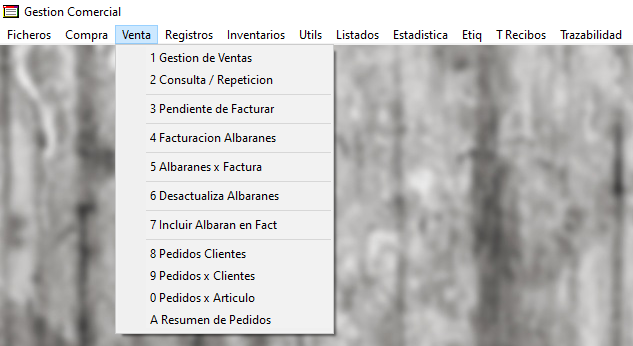 Gestion Comercial
Ficheros Compra Venta Registros Inventarios Utils Listados Estadistica Etiq T Recibos Trazabilidad
1 Gestion de Ventas
2 Consulta / Repeticion
3 Pendiente de Facturar
4 Facturacion Albaranes
5 Albaranes x Factura
6 Desactualiza Albaranes
7 Incluir Albaran en Fact
8 Pedidos Clientes
9 Pedidos x Clientes
0 Pedidos x Articulo
A Resumen de Pedidos